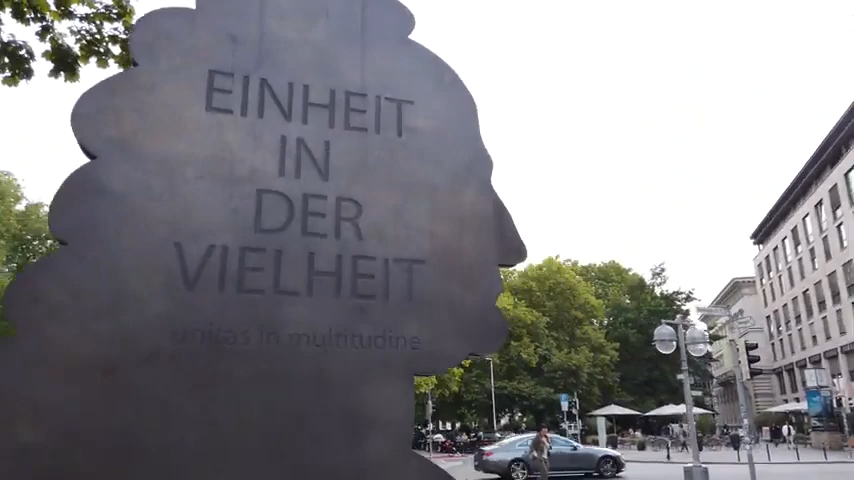 EINHEIT
IN
DER
VIELHEIT
unitas in multitudine